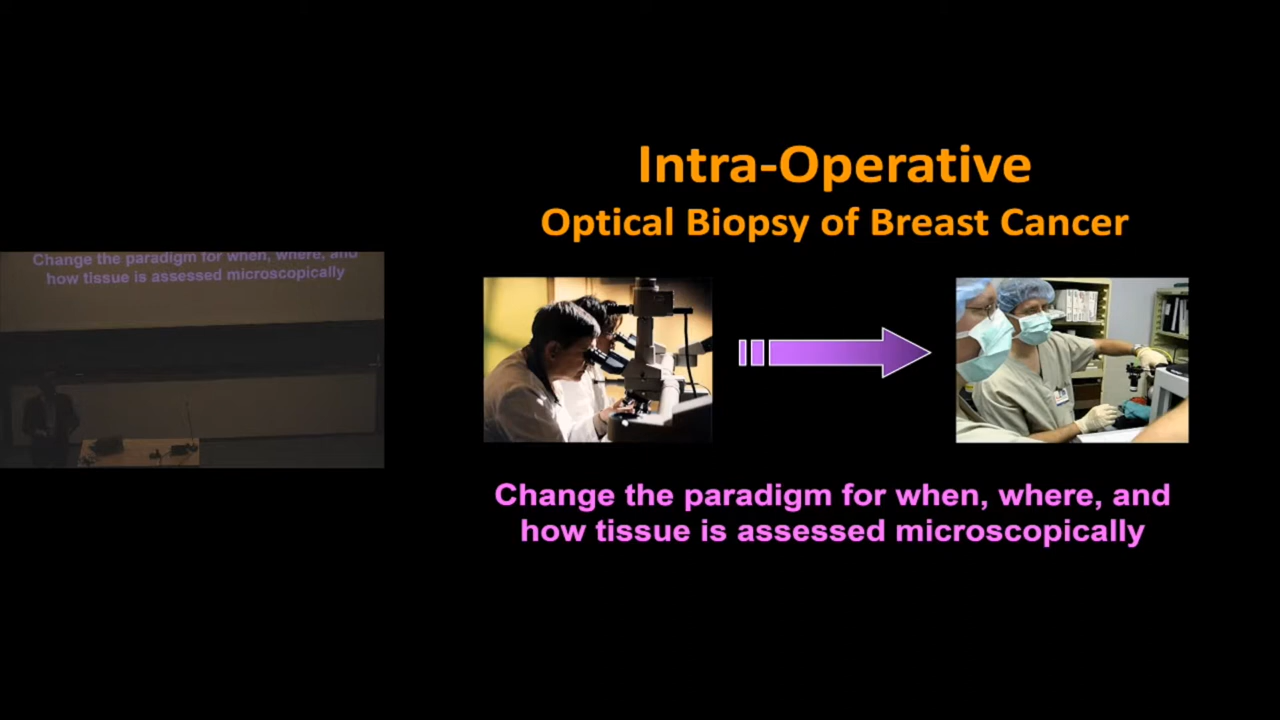 Intra-Operative
Optical Biopsy of Breast Cancer
Change the paradigm for when, where, and
how tissue is assessed microscopically
Change the paradigm for when, where, and
how tissue is assessed microscopically